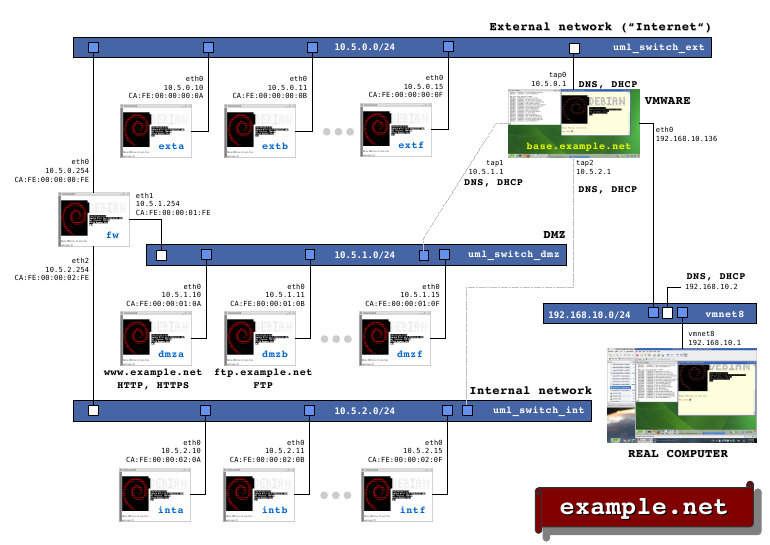 External network (“Internet”)
10.5.0.0/24
uml_switch_ext
eth0
10.5.0.10
CA:FE:00:00:00:0A
exta
eth0
10.5.0.11
CA:FE:00:00:00:0B
extb
eth0
10.5.0.15
CA:FE:00:00:00:0F
extf
tap0
10.5.0.1
DNS, DHCP
VMWARE
DEBIAN
base.example.net
eth0
192.168.10.136
tap1
10.5.1.1
DNS, DHCP
tap2
10.5.2.1
DNS, DHCP
eth0
10.5.0.254
CA:FE:00:00:00:FE
eth1
10.5.1.254
CA:FE:00:00:01:FE
fw
eth2
10.5.2.254
CA:FE:00:00:02:FE
DMZ
10.5.1.0/24
uml_switch_dmz
eth0
10.5.1.10
CA:FE:00:00:01:0A
dmza
www.example.net
HTTP, HTTPS
eth0
10.5.1.11
CA:FE:00:00:01:0B
dmzb
ftp.example.net
FTP
eth0
10.5.1.15
CA:FE:00:00:01:0F
dmzf
DNS, DHCP
192.168.10.2
192.168.10.0/24
vmnet8
vmnet8
192.168.10.1
REAL COMPUTER
Internal network
10.5.2.0/24
uml_switch_int
eth0
10.5.2.10
CA:FE:00:00:02:0A
inta
eth0
10.5.2.11
CA:FE:00:00:02:0B
intb
eth0
10.5.2.15
CA:FE:00:00:02:0F
intf
example.net